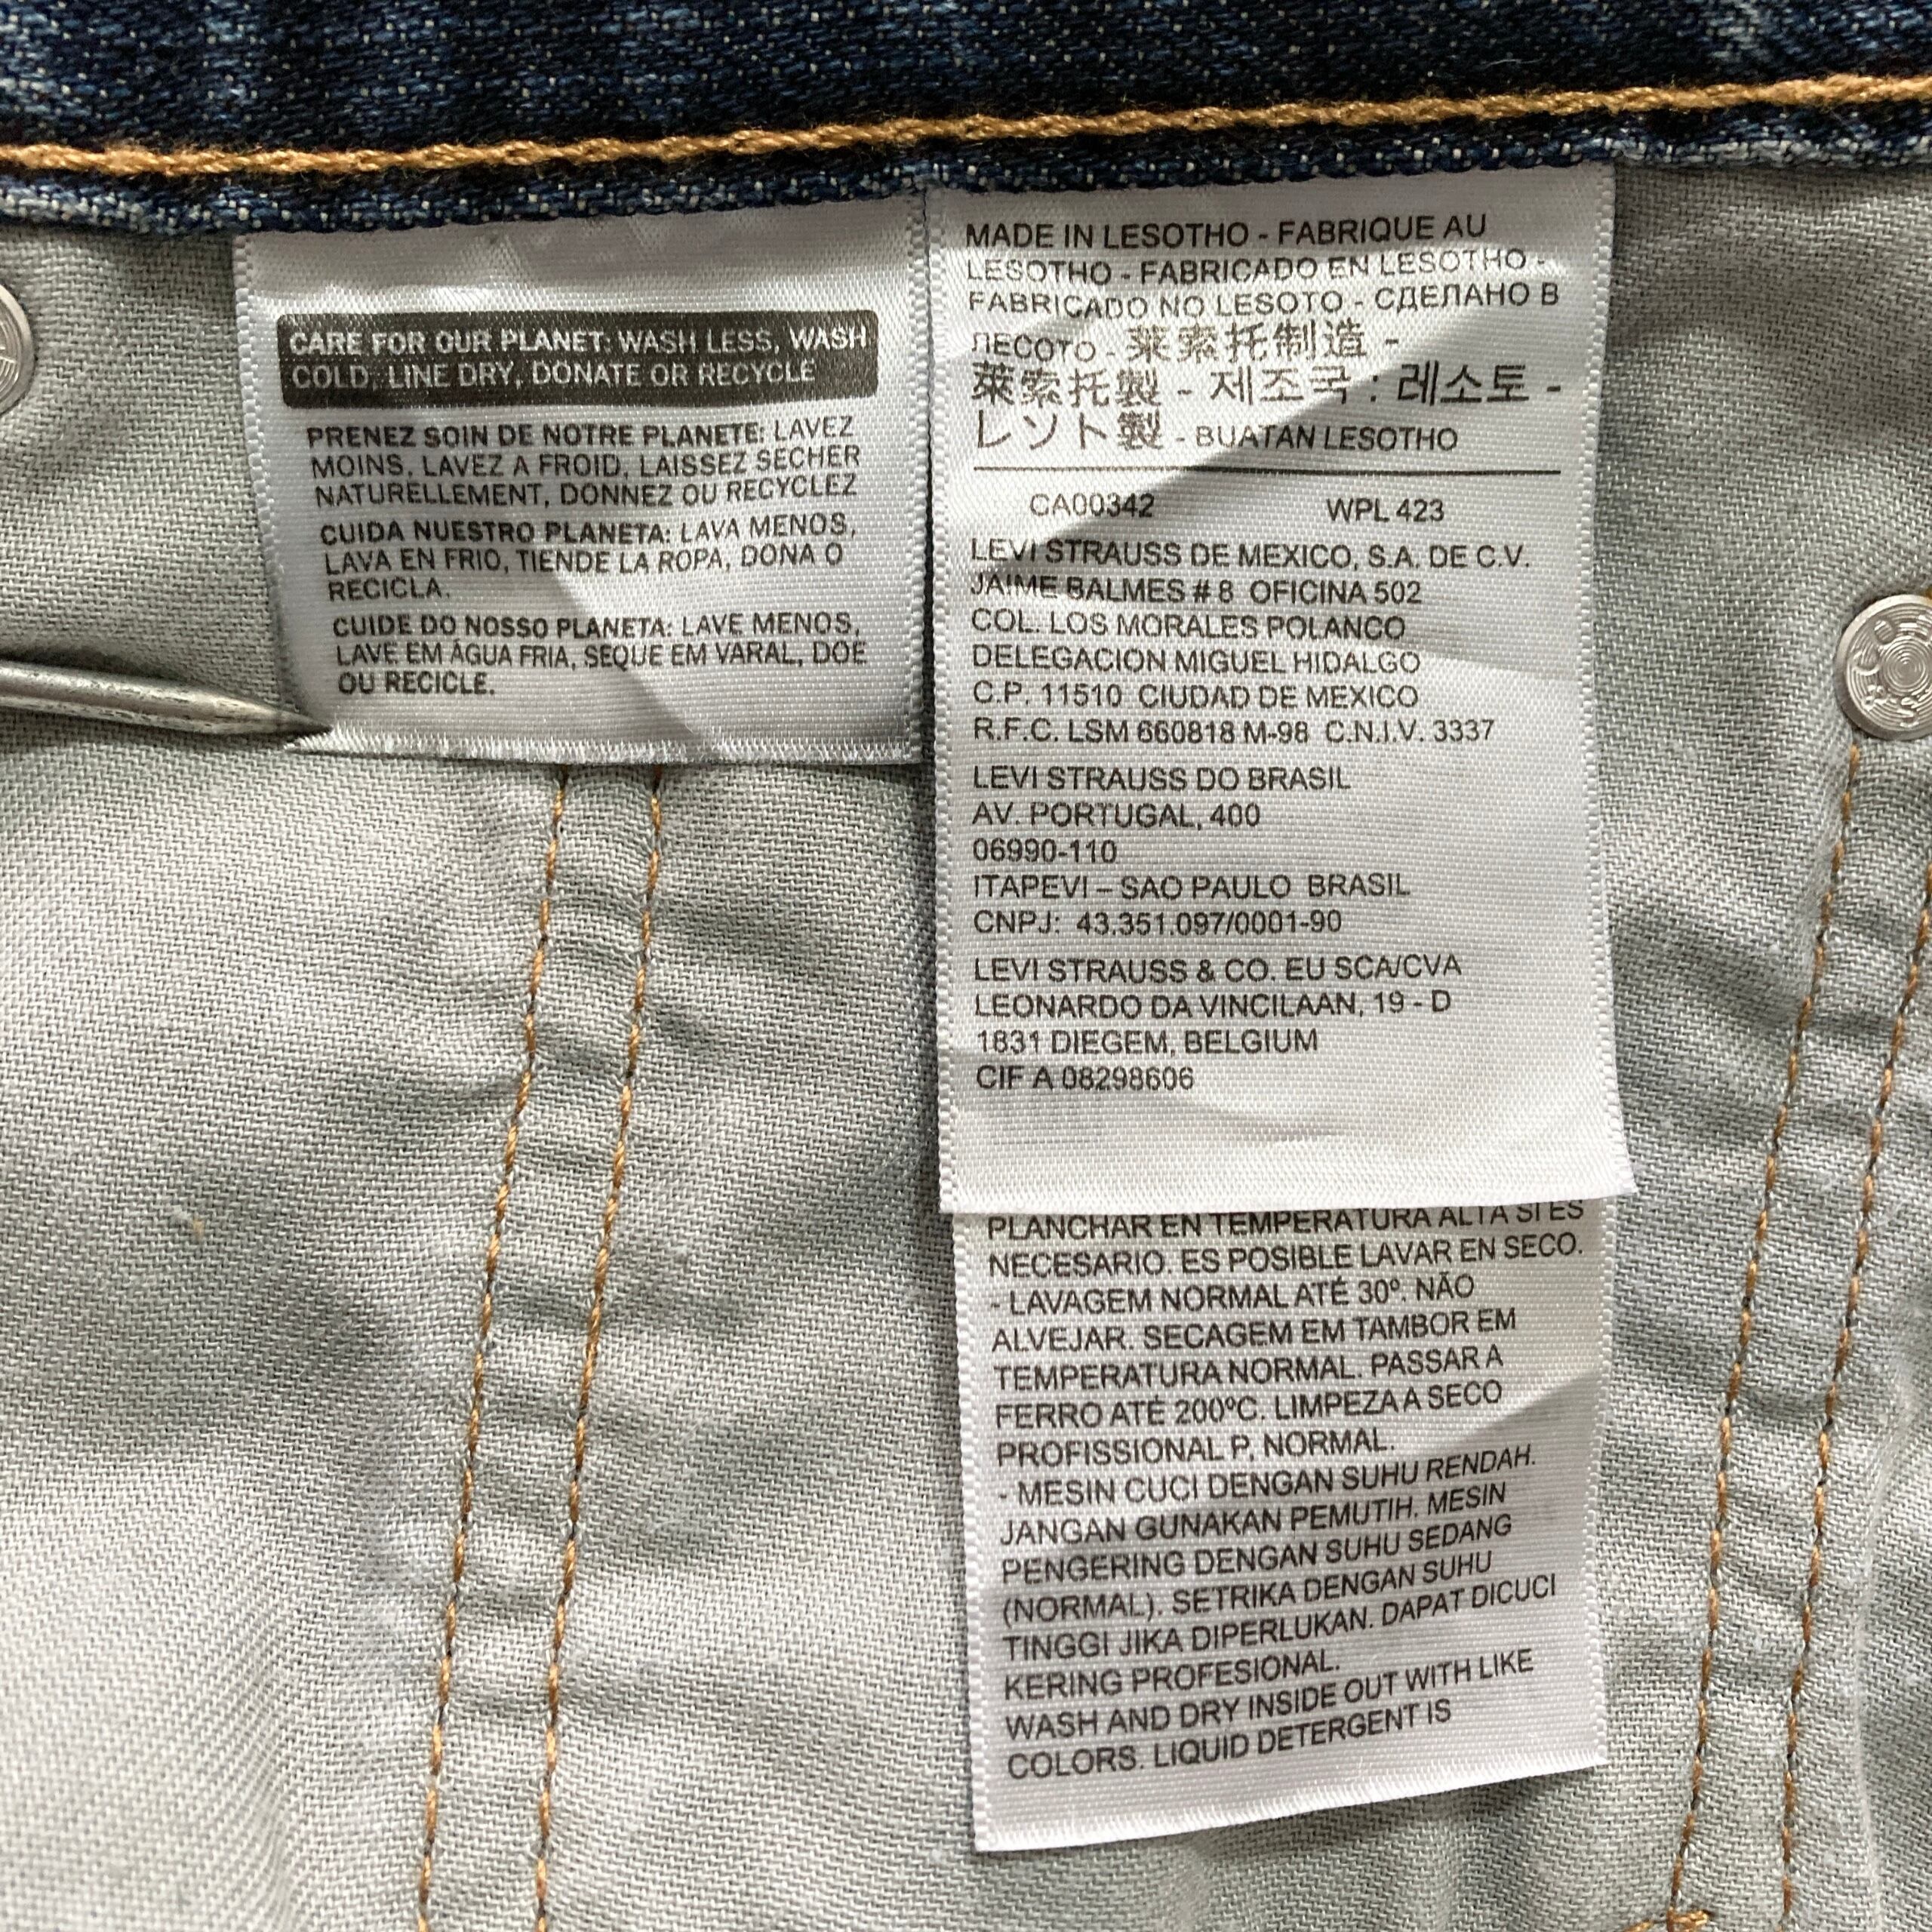 CARE FOR OUR PLANET: WASH LESS, WASH
COLD, LINE DRY, DONATE OR RECYCLE
PRENEZ SOIN DE NOTRE PLANETE: LAVEZ
MOINS, LAVEZ A FROID, LAISSEZ SECHER
NATURELLEMENT, DONNEZ OU RECYCLEZ
CUIDA NUESTRO PLANETA: LAVA MENOS,
LAVA EN FRIO, TIENDE LA ROPA, DONA O
RECICLA.
CUIDE DO NOSSO PLANETA: LAVE MENOS,
LAVE EM ÁGUA FRIA, SEQUE EM VARAL, DOE
OU RECICLE.
MADE IN LESOTHO - FABRIQUE AU
LESOTHO - FABRICADO EN LESOTHO -
FABRICADO NO LESOTO - СДЕЛАНО В
ЛЕСОТО - 莱索托制造 -
萊索托製 - 제조국 : 레소토 -
レソト製 - BUATAN LESOTHO
CA00342 WPL 423
LEVI STRAUSS DE MEXICO, S.A. DE C.V.
JAIME BALMES # 8 OFICINA 502
COL. LOS MORALES POLANCO
DELEGACION MIGUEL HIDALGO
C.P. 11510 CIUDAD DE MEXICO
R.F.C. LSM 660818 M-98 C.N.I.V. 3337
LEVI STRAUSS DO BRASIL
AV. PORTUGAL, 400
06990-110
ITAPEVI – SAO PAULO BRASIL
CNPJ: 43.351.097/0001-90
LEVI STRAUSS & CO. EU SCA/CVA
LEONARDO DA VINCILAAN, 19 - D
1831 DIEGEM, BELGIUM
CIF A 08298606
PLANCHAR EN TEMPERATURA ALTA SI ES
NECESARIO. ES POSIBLE LAVAR EN SECO.
- LAVAGEM NORMAL ATÉ 30º. NÃO
ALVEJAR. SECAGEM EM TAMBOR EM
TEMPERATURA NORMAL. PASSAR A
FERRO ATÉ 200ºC. LIMPEZA A SECO
PROFISSIONAL P, NORMAL.
- MESIN CUCI DENGAN SUHU RENDAH.
JANGAN GUNAKAN PEMUTIH. MESIN
PENGERING DENGAN SUHU SEDANG
(NORMAL). SETRIKA DENGAN SUHU
TINGGI JIKA DIPERLUKAN. DAPAT DICUCI
KERING PROFESIONAL.
WASH AND DRY INSIDE OUT WITH LIKE
COLORS. LIQUID DETERGENT IS